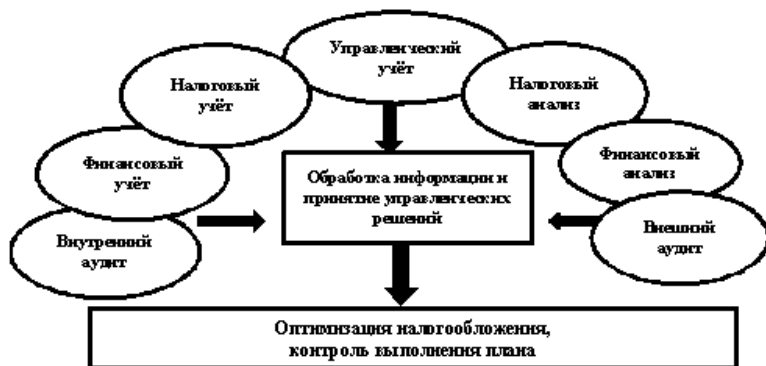 Управленческий
учёт
Налоговый
учёт
Налоговый
анализ
Финансовый
учёт
Финансовый
анализ
Обработка информации и
принятие управленческих
решений
Внутренний
аудит
Внешний
аудит
Оптимизация налогообложения,
контроль выполнения плана